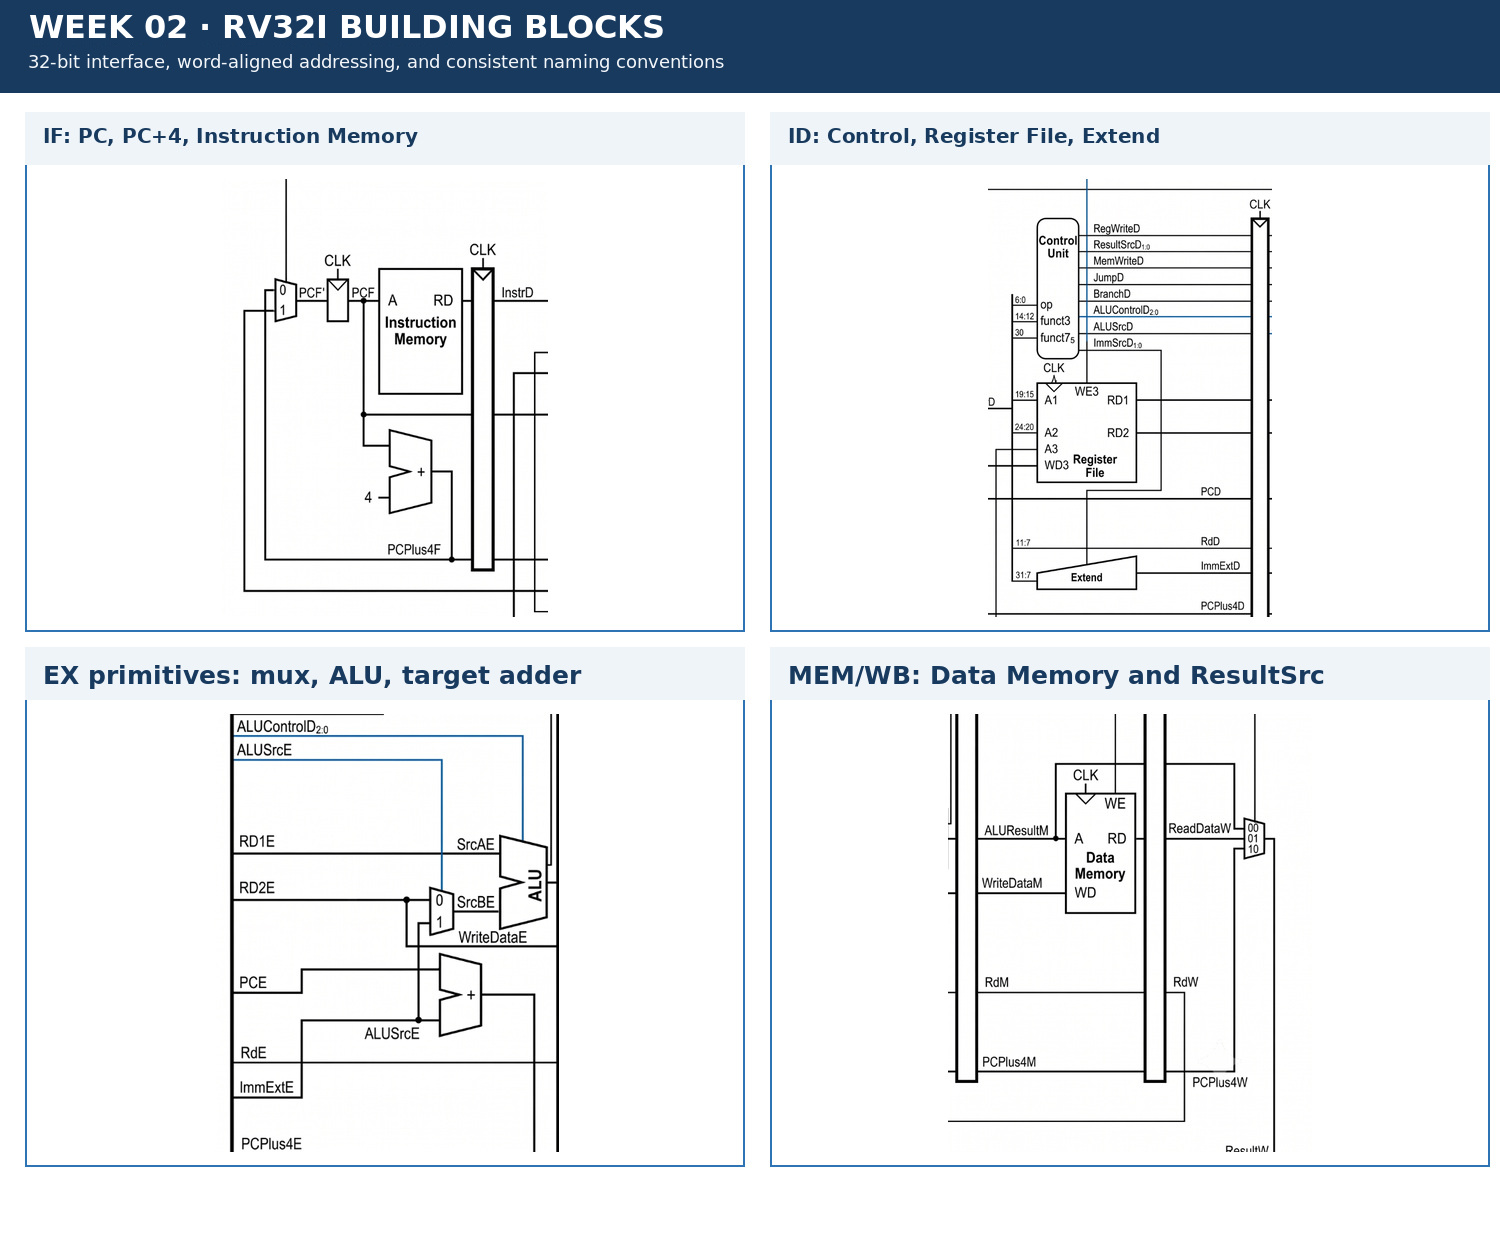 WEEK 02 · RV32I BUILDING BLOCKS
32-bit interface, word-aligned addressing, and consistent naming conventions
IF: PC, PC+4, Instruction Memory
CLK
CLK
0
1
PCF'
PCF
A
RD
Instruction
Memory
InstrD
+
4
PCPlus4F
ID: Control, Register File, Extend
CLK
Control
Unit
RegWriteD
ResultSrcD1:0
MemWriteD
JumpD
BranchD
ALUControlD2:0
ALUSrcD
ImmSrcD1:0
6:0
op
14:12
funct3
30
funct75
CLK
WE3
19:15
A1
RD1
D
24:20
A2
RD2
A3
WD3
Register
File
PCD
11:7
RdD
31:7
Extend
ImmExtD
PCPlus4D
EX primitives: mux, ALU, target adder
ALUControlD2:0
ALUSrcE
RD1E
SrcAE
ALU
RD2E
0
1
SrcBE
WriteDataE
PCE
+
ALUSrcE
RdE
ImmExtE
PCPlus4E
MEM/WB: Data Memory and ResultSrc
CLK
WE
ALUResultM
A
RD
Data
Memory
WriteDataM
WD
ReadDataW
00
01
10
RdM
RdW
PCPlus4M
PCPlus4W
ResultW